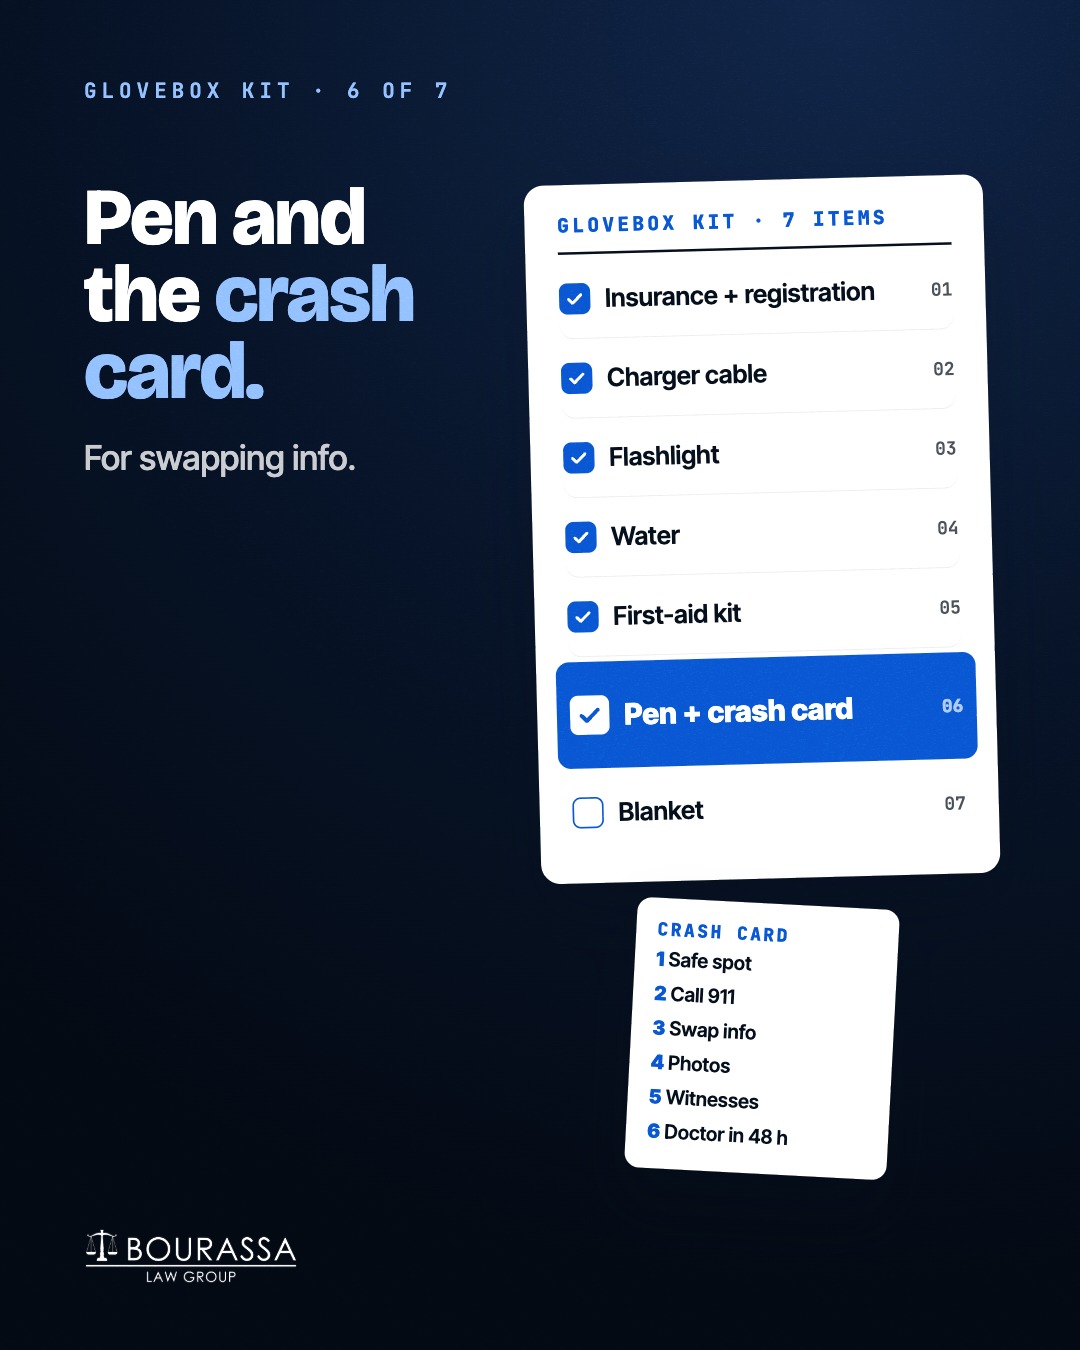 GLOVEBOX KIT · 6 OF 7
Pen and
the crash
card.
For swapping info.
GLOVEBOX KIT · 7 ITEMS
Insurance + registration 01
Charger cable 02
Flashlight 03
Water 04
First-aid kit 05
Pen + crash card 06
Blanket 07
CRASH CARD
1 Safe spot
2 Call 911
3 Swap info
4 Photos
5 Witnesses
6 Doctor in 48 h
BOURASSA
LAW GROUP